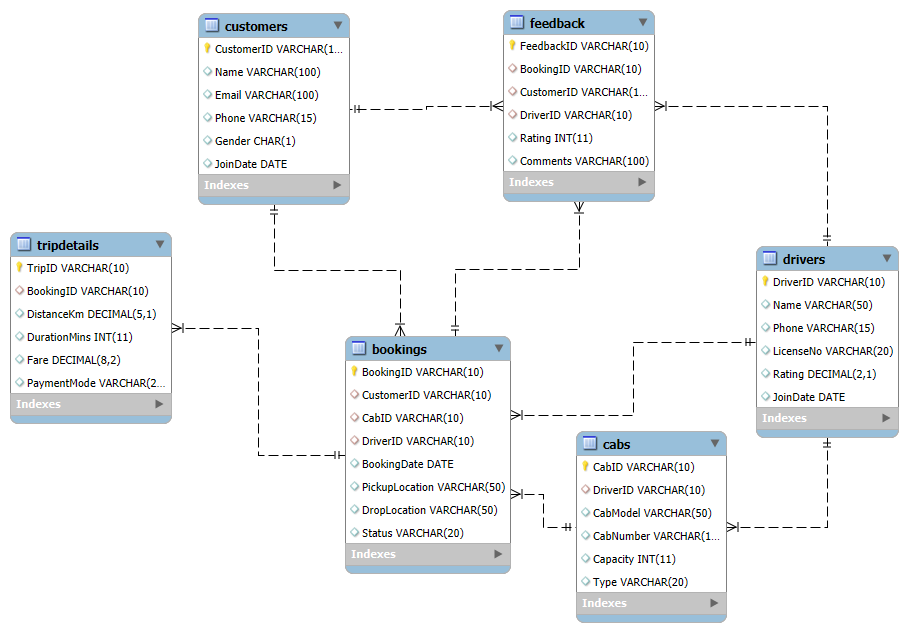 customers
CustomerID VARCHAR(1...
Name VARCHAR(100)
Email VARCHAR(100)
Phone VARCHAR(15)
Gender CHAR(1)
JoinDate DATE
Indexes
feedback
FeedbackID VARCHAR(10)
BookingID VARCHAR(10)
CustomerID VARCHAR(1...
DriverID VARCHAR(10)
Rating INT(11)
Comments VARCHAR(100)
Indexes
tripdetails
TripID VARCHAR(10)
BookingID VARCHAR(10)
DistanceKm DECIMAL(5,1)
DurationMins INT(11)
Fare DECIMAL(8,2)
PaymentMode VARCHAR(2...
Indexes
drivers
DriverID VARCHAR(10)
Name VARCHAR(50)
Phone VARCHAR(15)
LicenseNo VARCHAR(20)
Rating DECIMAL(2,1)
JoinDate DATE
Indexes
bookings
BookingID VARCHAR(10)
CustomerID VARCHAR(10)
CabID VARCHAR(10)
DriverID VARCHAR(10)
BookingDate DATE
PickupLocation VARCHAR(50)
DropLocation VARCHAR(50)
Status VARCHAR(20)
Indexes
cabs
CabID VARCHAR(10)
DriverID VARCHAR(10)
CabModel VARCHAR(50)
CabNumber VARCHAR(1...
Capacity INT(11)
Type VARCHAR(20)
Indexes